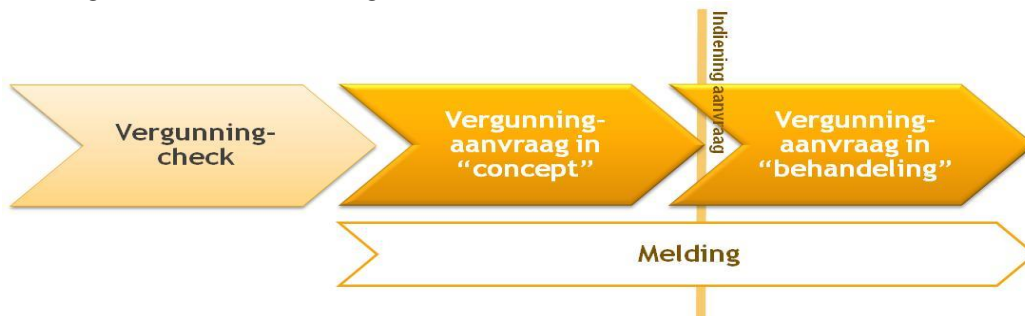 Vergunning-
check
Vergunning-
aanvraag in
“concept”
Indiening aanvraag
Vergunning-
aanvraag in
“behandeling”
Melding